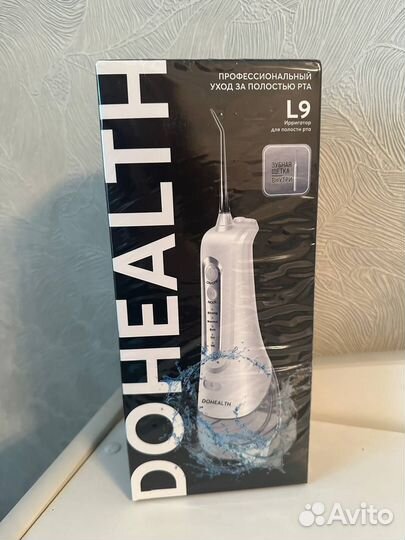 ПРОФЕССИОНАЛЬНЫЙ
УХОД ЗА ПОЛОСТЬЮ РТА
L9
Ирригатор
для полости рта
ЗУБНАЯ
ЩЕТКА
ВНУТРИ
DOHEALTH
DOHEALTH
Avito